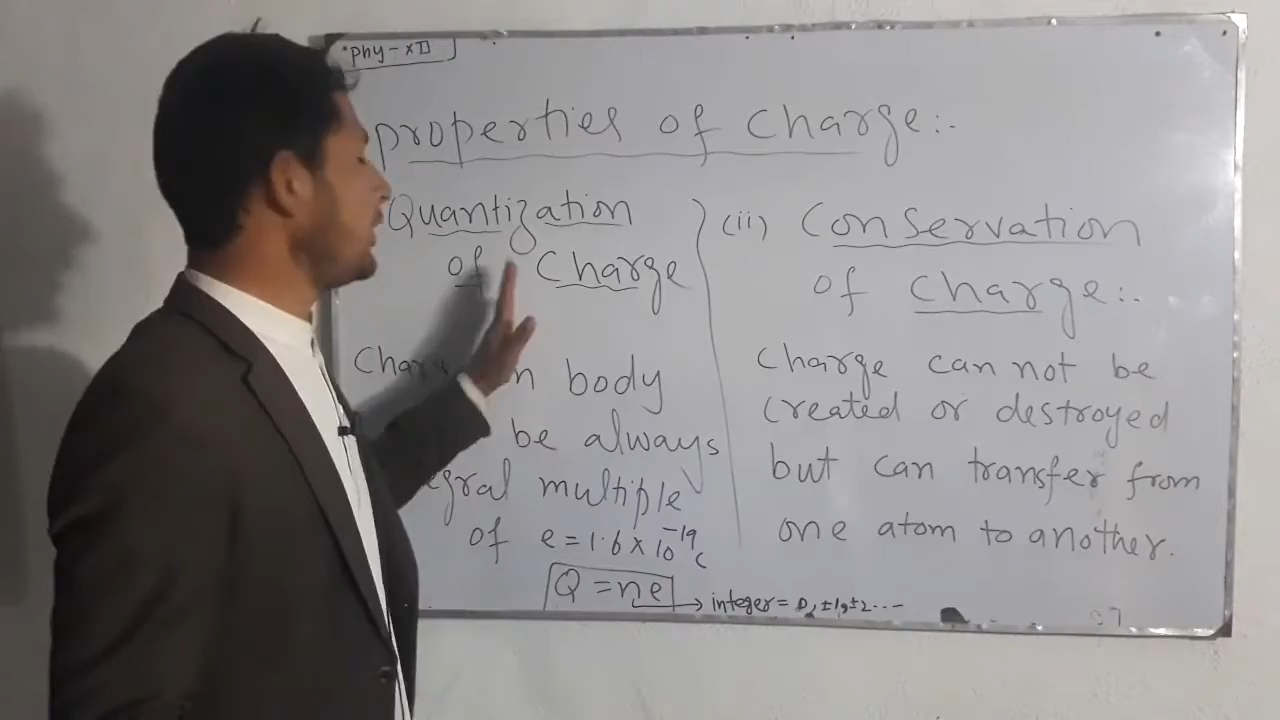 Phy-XII
properties of Charge:-
Quantization
of Charge
n body
be always
gral multiple
of e = 1.6 × 10⁻¹⁹ C
Q = ne → integer = 0, ±1, ±2 ....
(ii) Conservation
of Charge:-
Charge can not be
created or destroyed
but can transfer from
one atom to another.